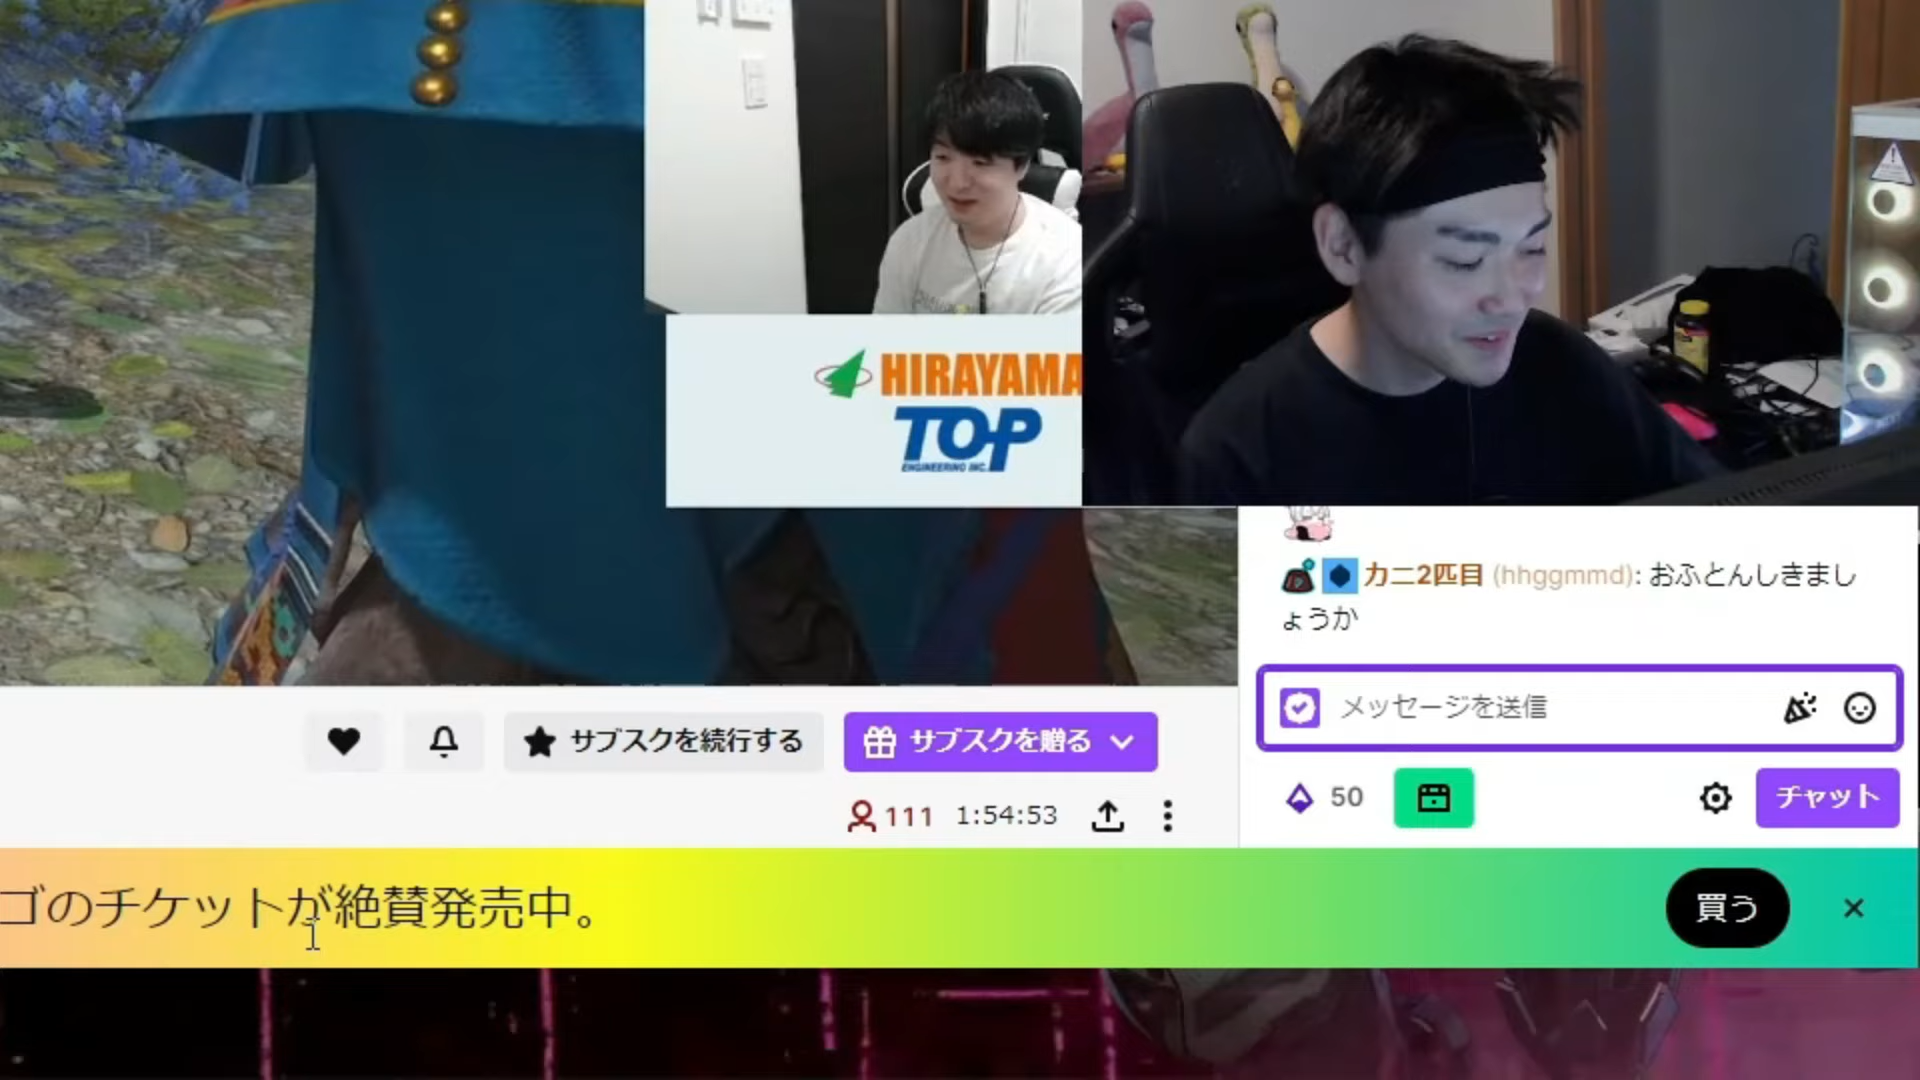 HIRAYAMA
TOP
ENGINEERING INC.
カニ2匹目 (hhggmmd): おふとんしきまし
ょうか
メッセージを送信
サブスクを続行する
サブスクを贈る
50
チャット
111
1:54:53
ゴのチケットが絶賛発売中。
買う